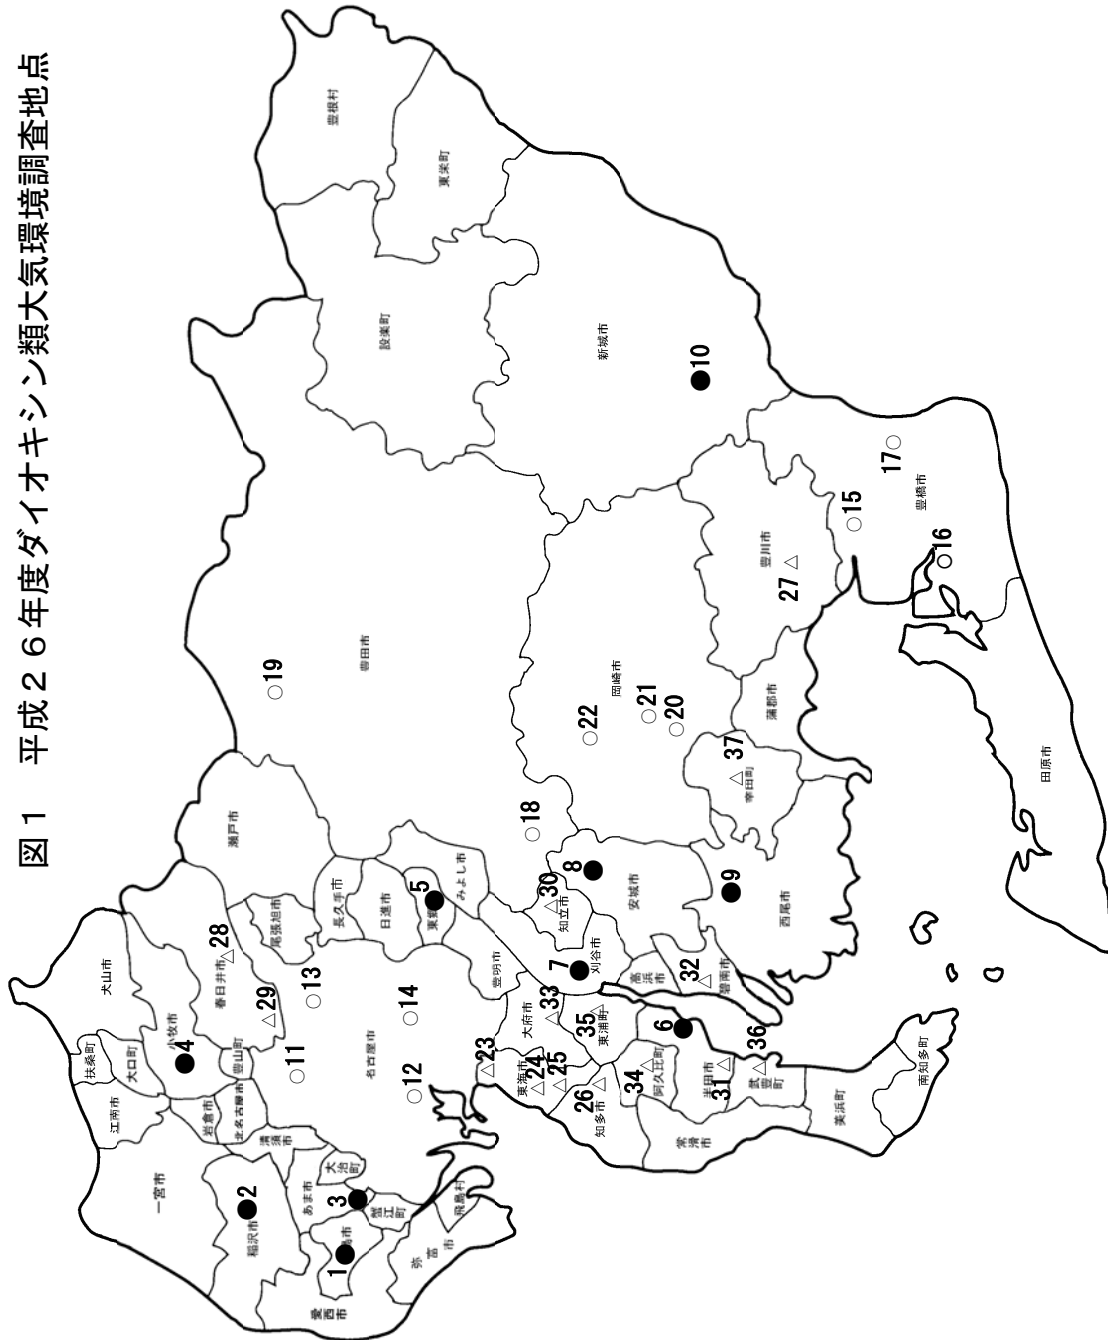 図1 平成26年度ダイオキシン類大気環境調査地点
豊根村
東栄町
設楽町
新城市
10
豊田市
19
18
瀬戸市
尾張旭市
長久手市
日進市
東郷
5
みよし市
豊明市
犬山市
扶桑町
大口町
江南市
小牧市
4
春日井市
28
29
豊山町
岩倉市
北名古屋市
清須市
一宮市
稲沢市
2
あま市
大治町
3
蟹江町
1
島市
愛西市
弥富市
飛島村
名古屋市
11
12
13
14
23
東海市
24
25
26
知多市
大府市
33
35
東浦町
34
阿久比町
6
半田市
31
36
武豊町
常滑市
美浜町
南知多町
7
刈谷市
30
知立市
8
安城市
高浜市
32
碧南市
9
西尾市
岡崎市
22
21
20
37
幸田町
蒲郡市
豊川市
27
15
16
17
豊橋市
田原市